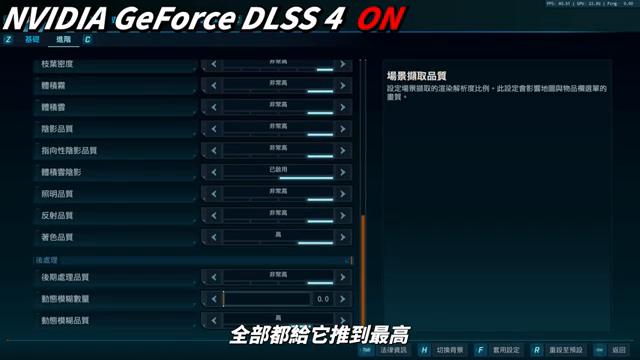 NVIDIA GeForce DLSS 4 ON
Z 基礎 進階 C
枝葉密度 非常高
體積霧 非常高
體積雲 非常高
陰影品質 非常高
指向性陰影品質 非常高
體積雲陰影 已啟用
照明品質 非常高
反射品質 非常高
著色品質 高
後處理
後期處理品質 非常高
動態模糊數量 0.0
動態模糊品質 高
場景擷取品質
設定場景擷取的渲染解析度比例。此設定會影響地圖與物品欄選單的
畫質。
全部都給它推到最高
Tab 法律資訊 H 切換背景 F 套用設定 R 重設至預設 Esc 返回